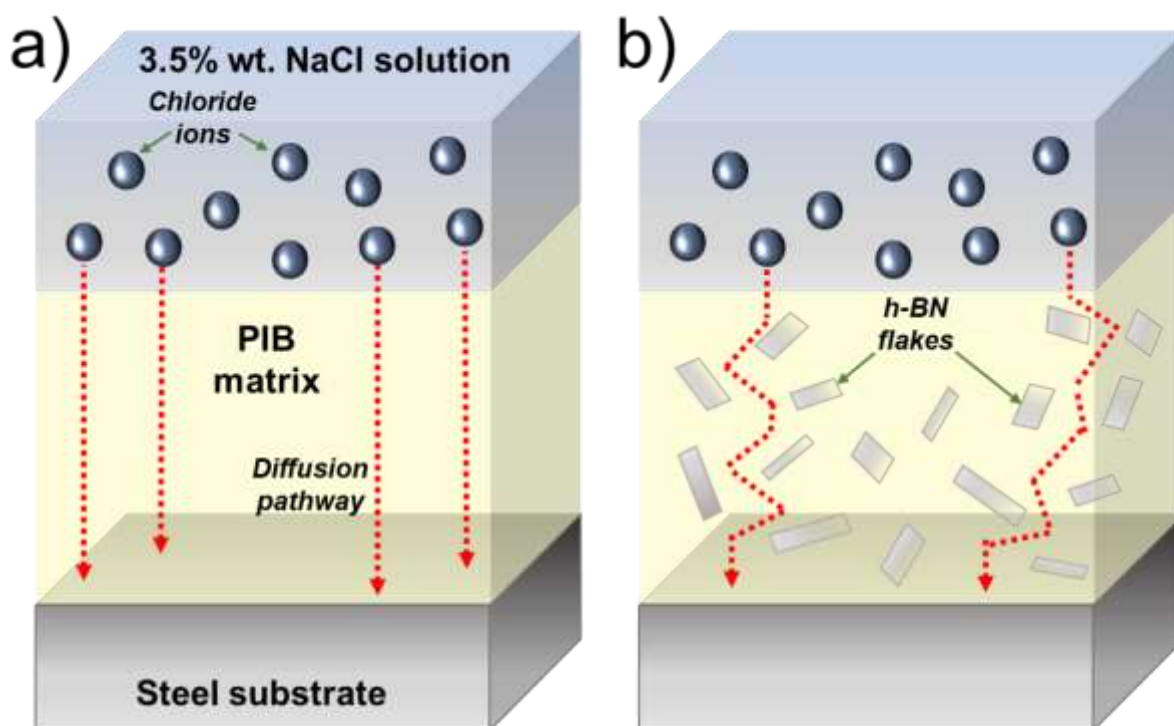 a)
3.5% wt. NaCl solution
Chloride
ions
PIB
matrix
Diffusion
pathway
Steel substrate
b)
h-BN
flakes